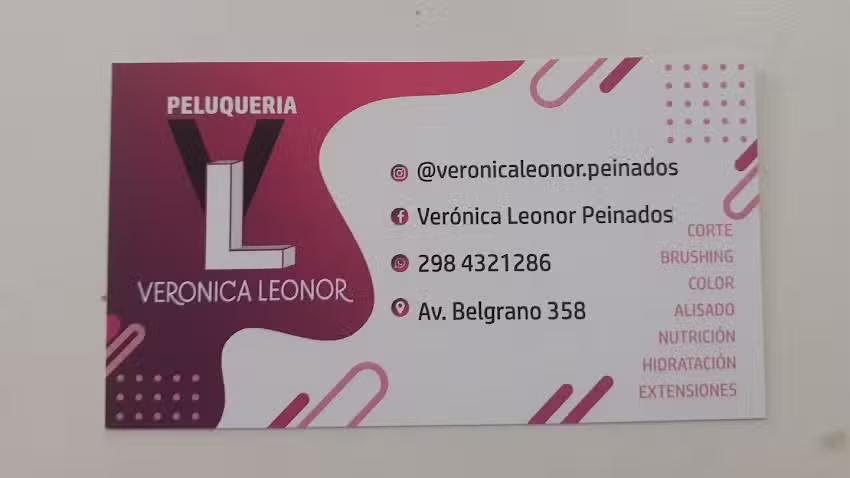 PELUQUERIA
VL
VERONICA LEONOR
@veronicaleonor.peinados
Verónica Leonor Peinados
298 4321286
Av. Belgrano 358
CORTE
BRUSHING
COLOR
ALISADO
NUTRICIÓN
HIDRATACIÓN
EXTENSIONES